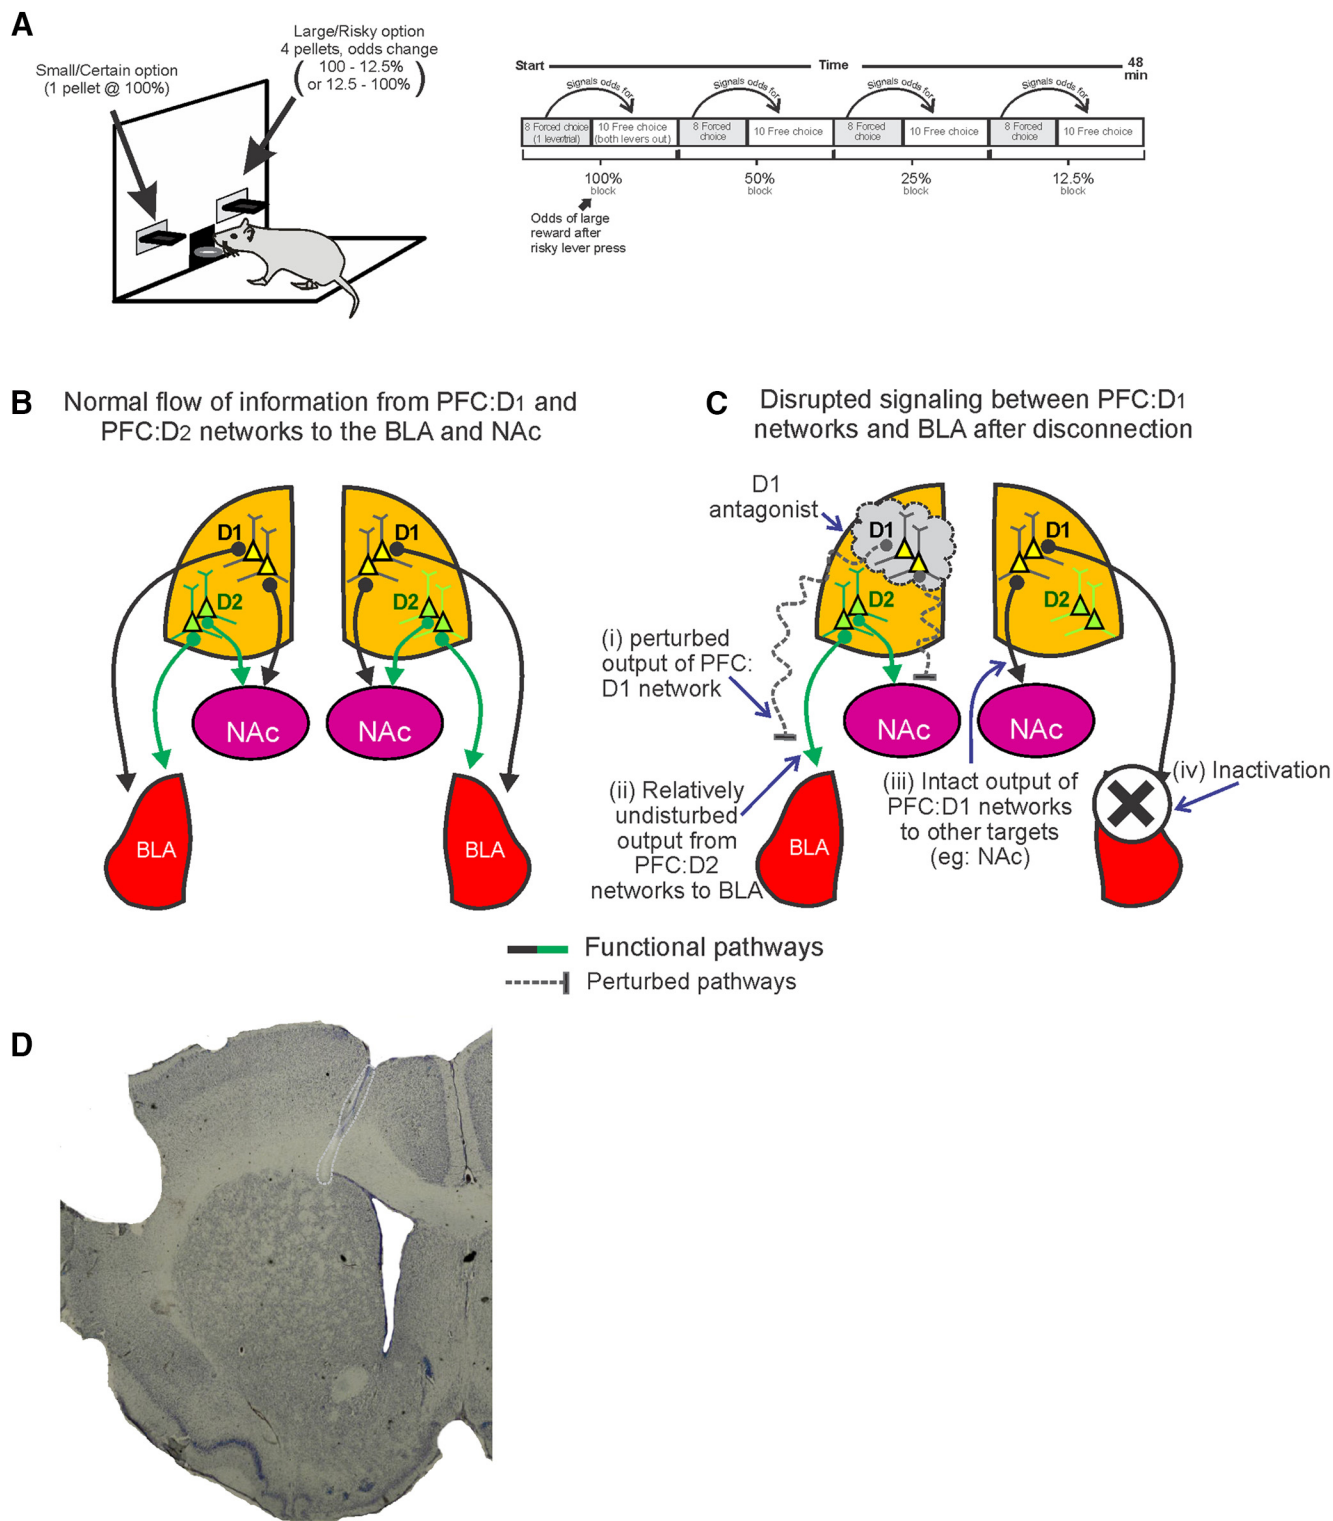 A
Small/Certain option
(1 pellet @ 100%)
Large/Risky option
4 pellets, odds change
( 100 - 12.5%
or 12.5 - 100% )
Start
Time
48
min
Signals odds for
Signals odds for
Signals odds for
Signals odds for
8 Forced choice
(1 lever/trial)
10 Free choice
(both levers out)
8 Forced
choice
10 Free choice
8 Forced
choice
10 Free choice
8 Forced
choice
10 Free choice
100%
block
50%
block
25%
block
12.5%
block
Odds of large
reward after
risky lever press
B
Normal flow of information from PFC:D1 and
PFC:D2 networks to the BLA and NAc
D1
D1
D2
D2
NAc
NAc
BLA
BLA
C
Disrupted signaling between PFC:D1
networks and BLA after disconnection
D1
antagonist
D1
D1
D2
D2
(i) perturbed
output of PFC:
D1 network
NAc
NAc
(ii) Relatively
undisturbed
output from
PFC:D2
networks to BLA
BLA
(iii) Intact output of
PFC:D1 networks
to other targets
(eg: NAc)
(iv) Inactivation
Functional pathways
Perturbed pathways
D